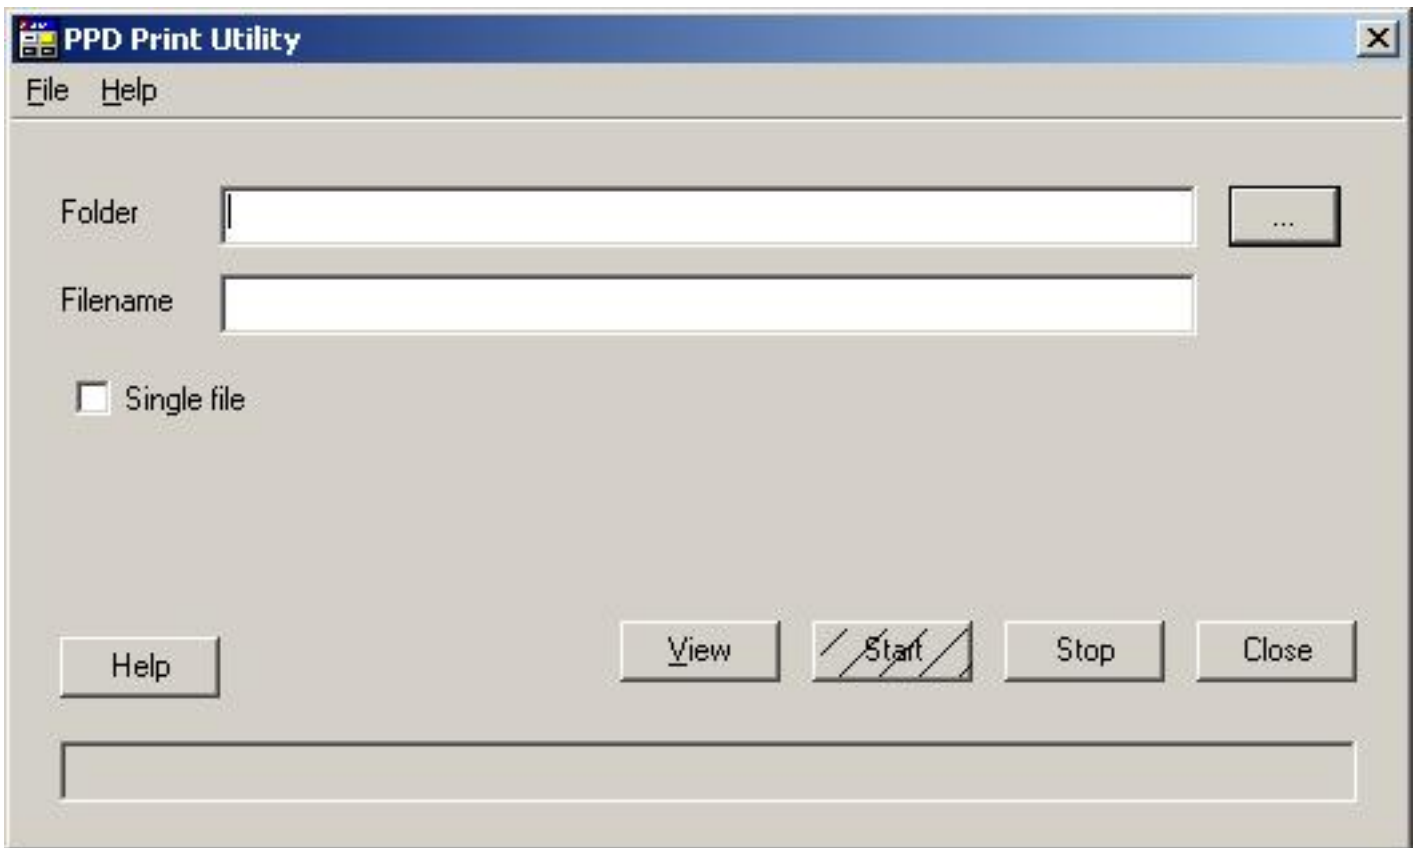 PPD Print Utility
File Help
Folder ...
Filename
Single file
Help View Start Stop Close